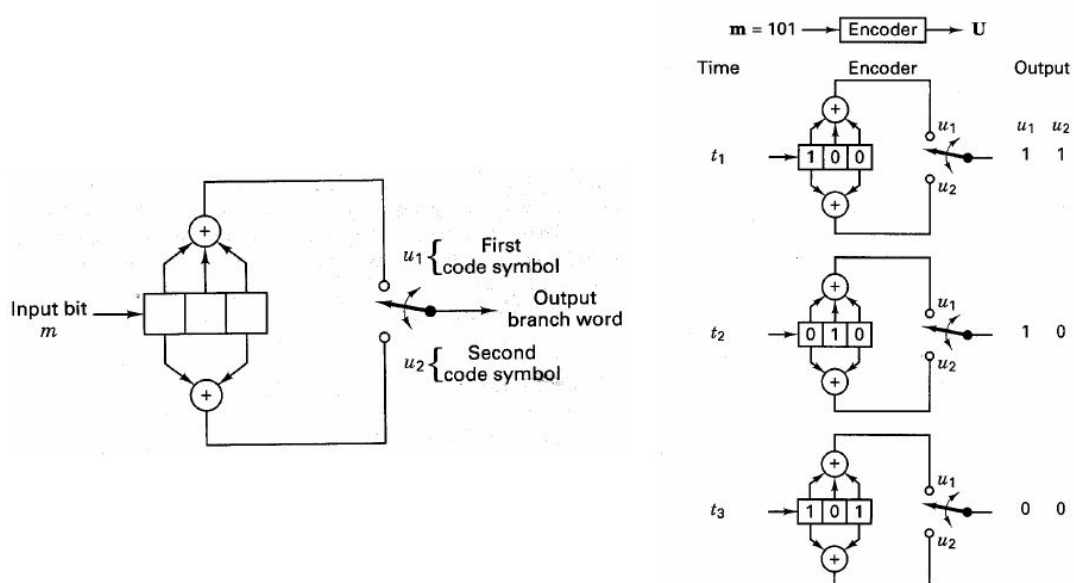 Input bit
m
+
+
u1 { First
code symbol
Output
branch word
u2 { Second
code symbol
m = 101 Encoder U
Time Encoder Output
+
u1 u1 u2
t1 1 0 0 1 1
u2
+
+
u1
t2 0 1 0 1 0
u2
+
+
u1
t3 1 0 1 0 0
u2
+